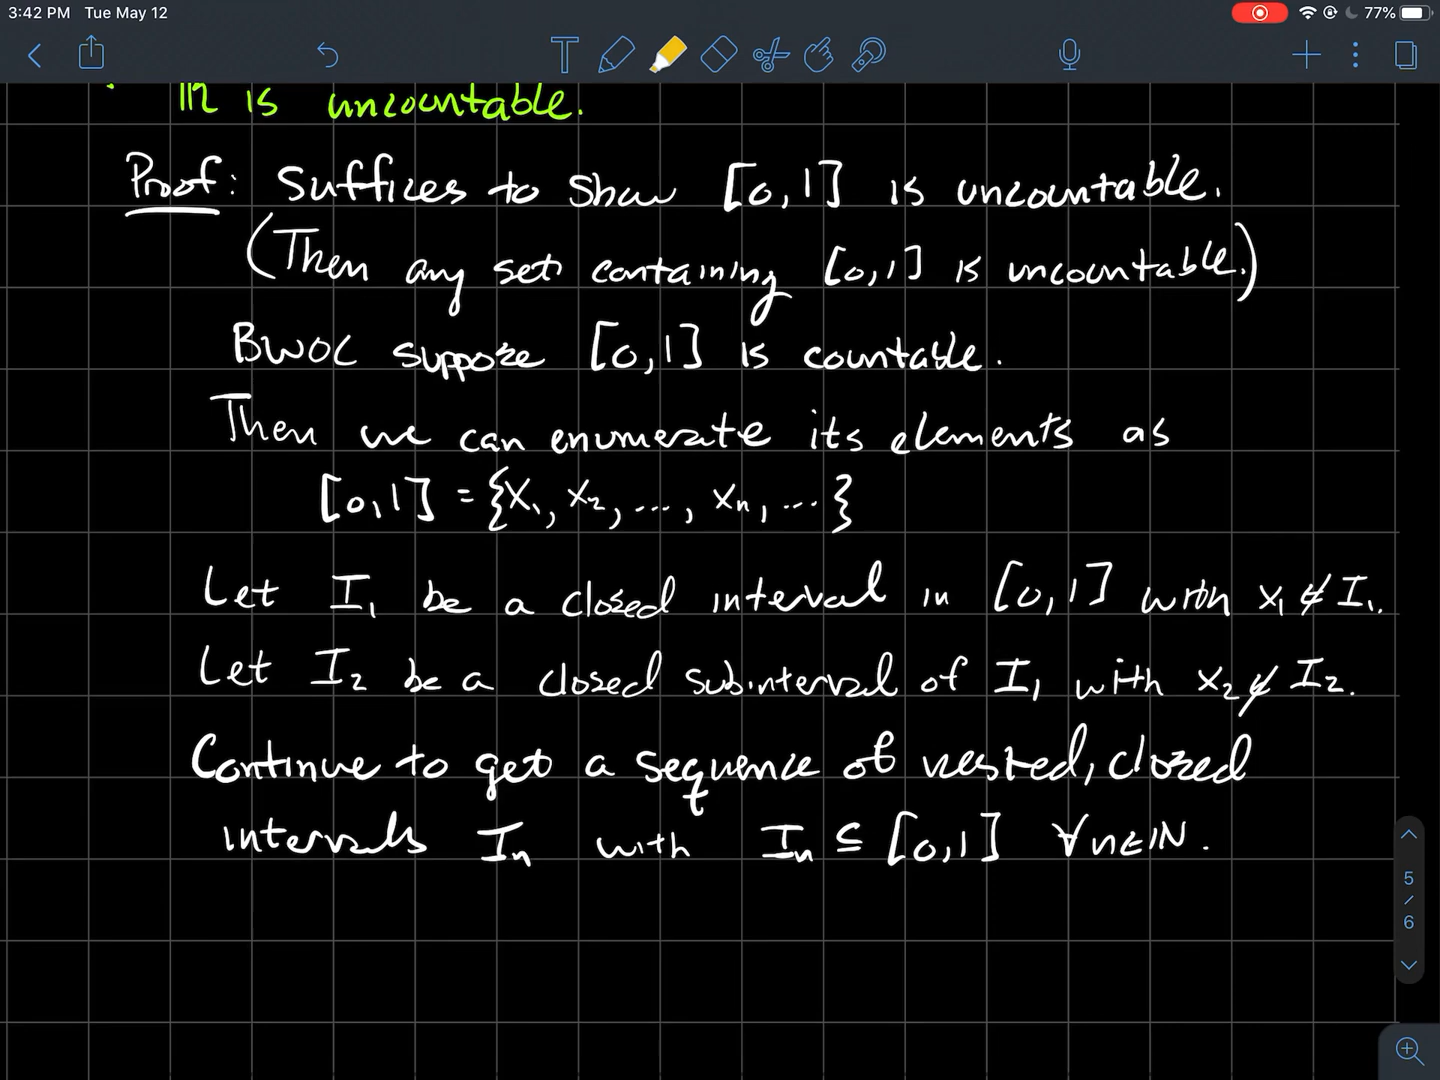 3:42 PM Tue May 12
77%
ℝ is uncountable.
Proof: Suffices to show [0,1] is uncountable.
(Then any set containing [0,1] is uncountable.)
BWOC suppose [0,1] is countable.
Then we can enumerate its elements as
[0,1] = {x₁, x₂, ..., xₙ, ...}
Let I₁ be a closed interval in [0,1] with x₁ ∉ I₁.
Let I₂ be a closed subinterval of I₁ with x₂ ∉ I₂.
Continue to get a sequence of nested, closed
intervals Iₙ with Iₙ ⊆ [0,1] ∀n∈ℕ.
5
/
6